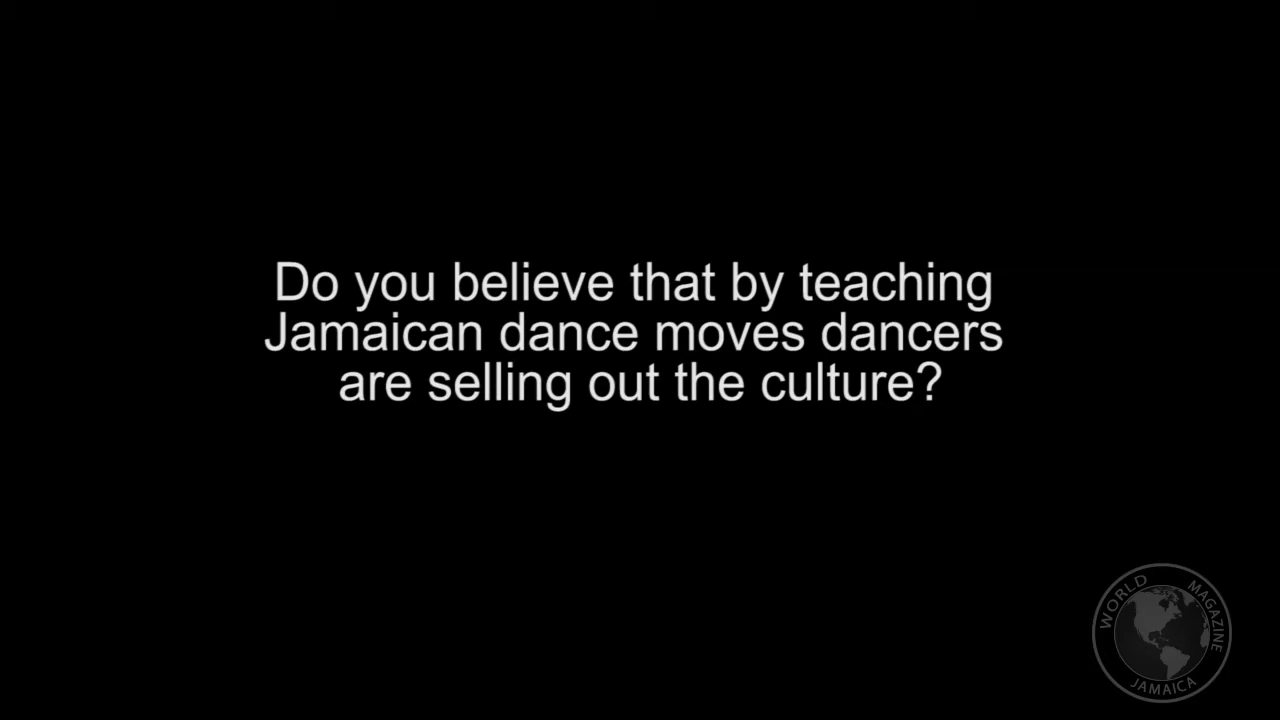 Do you believe that by teaching
Jamaican dance moves dancers
are selling out the culture?
WORLD MAGAZINE
JAMAICA